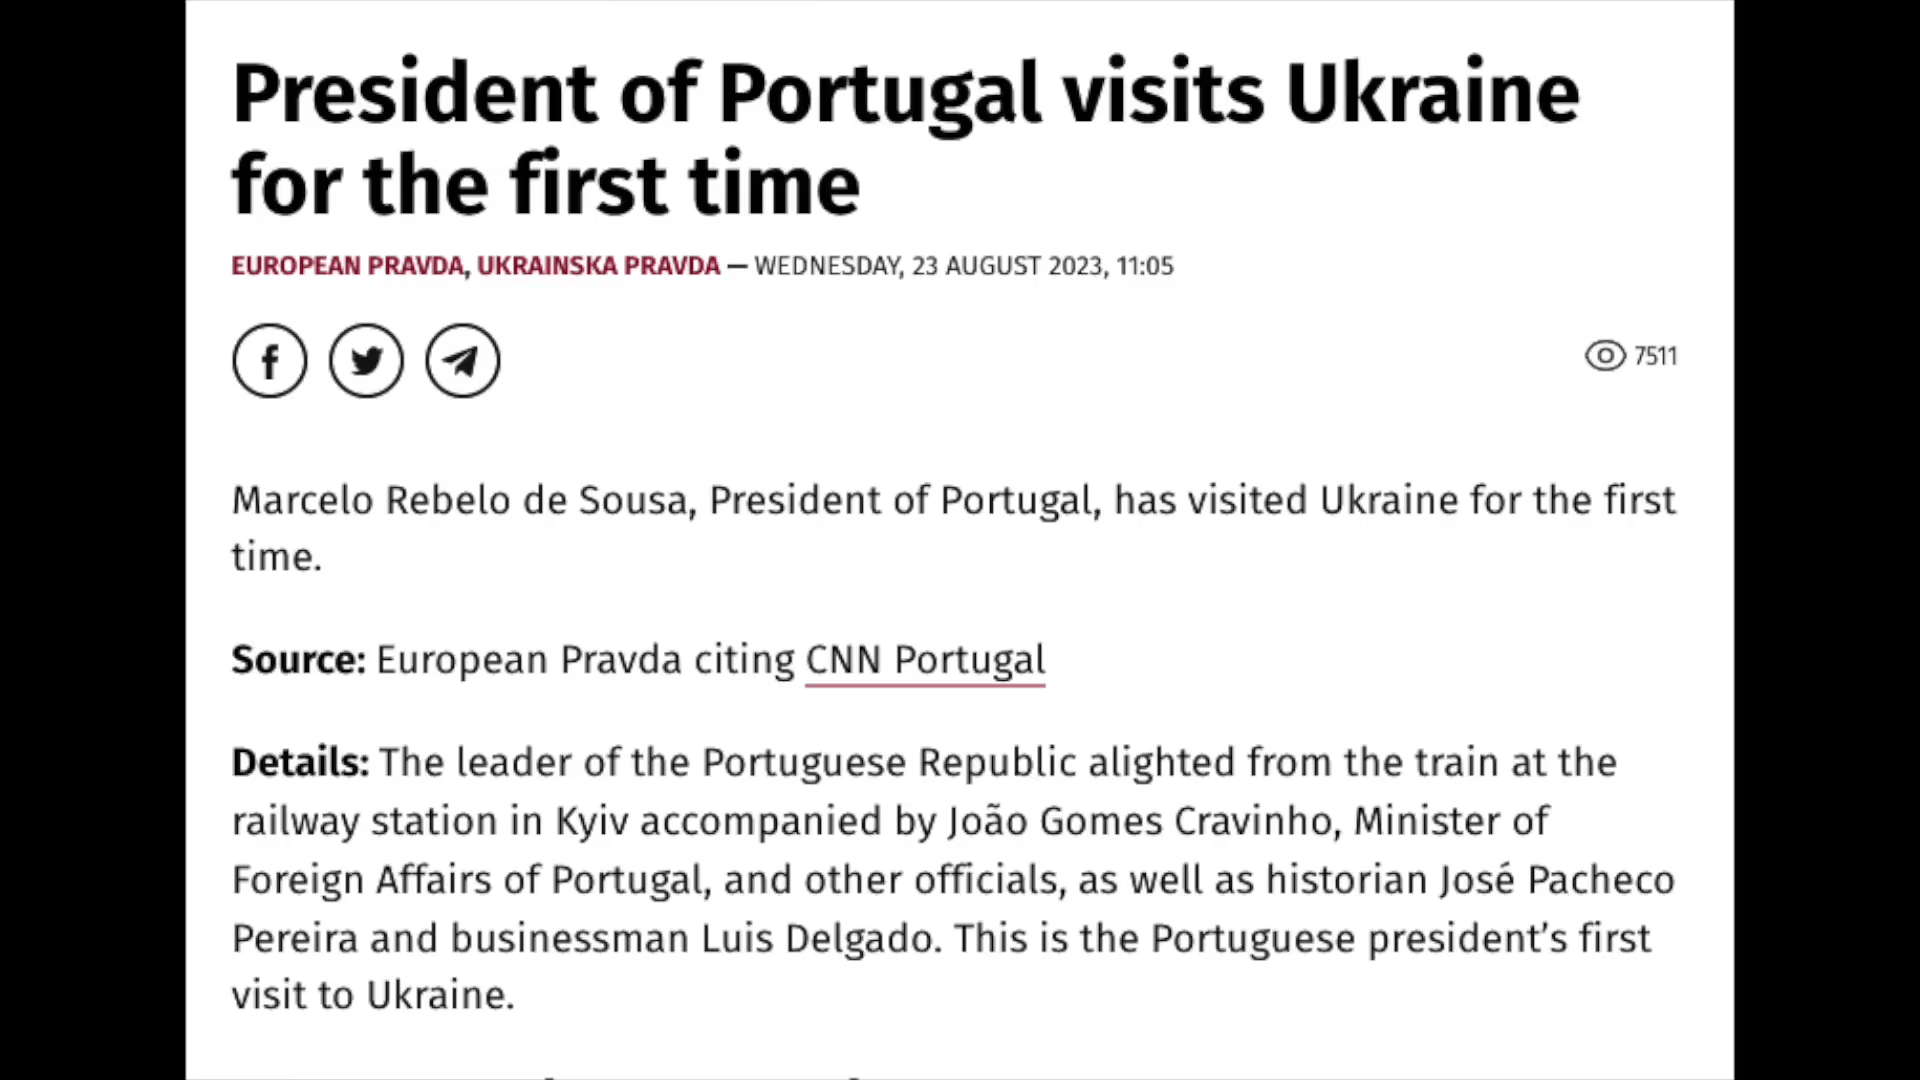 President of Portugal visits Ukraine
for the first time
EUROPEAN PRAVDA, UKRAINSKA PRAVDA — WEDNESDAY, 23 AUGUST 2023, 11:05
7511
Marcelo Rebelo de Sousa, President of Portugal, has visited Ukraine for the first
time.
Source: European Pravda citing CNN Portugal
Details: The leader of the Portuguese Republic alighted from the train at the
railway station in Kyiv accompanied by João Gomes Cravinho, Minister of
Foreign Affairs of Portugal, and other officials, as well as historian José Pacheco
Pereira and businessman Luis Delgado. This is the Portuguese president’s first
visit to Ukraine.